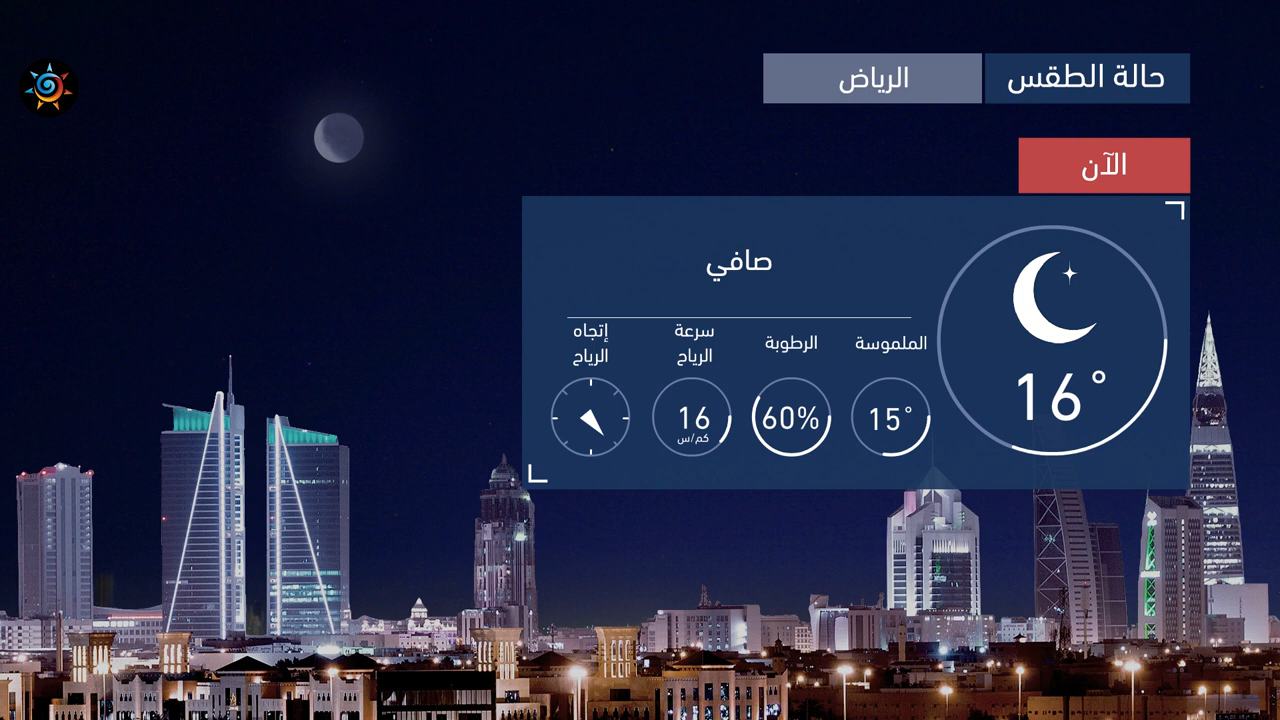 حالة الطقس
الرياض
الآن
16°
صافي
الملموسة
15°
الرطوبة
60%
سرعة
الرياح
16
كم/س
إتجاه
الرياح